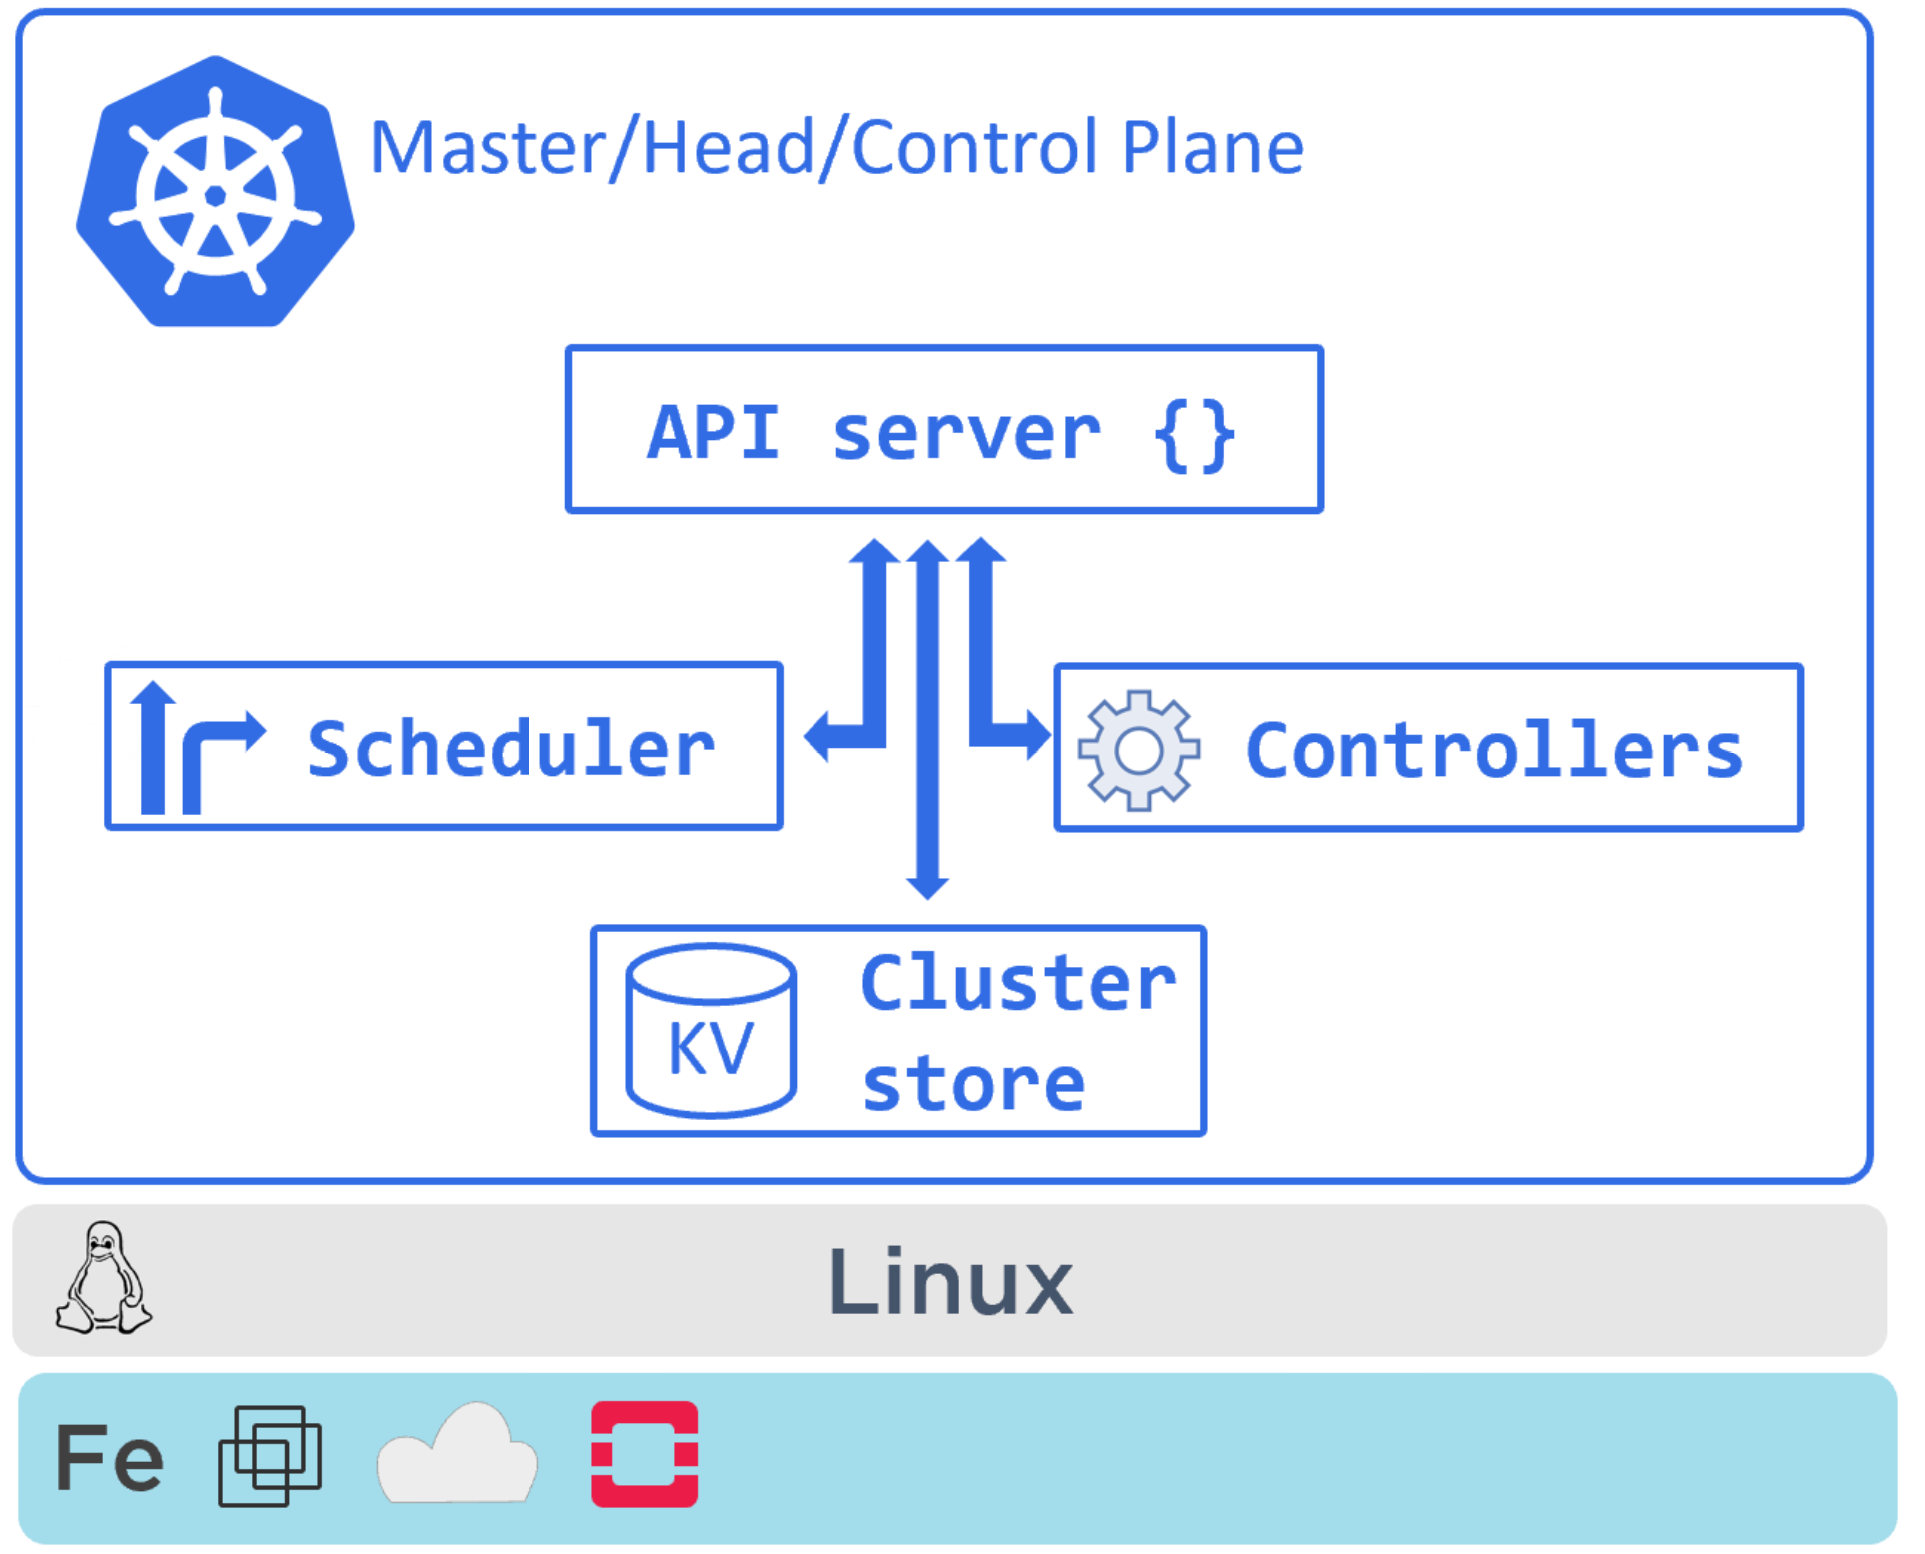 Master/Head/Control Plane
API server {}
Scheduler
Controllers
KV
Cluster
store
Linux
Fe